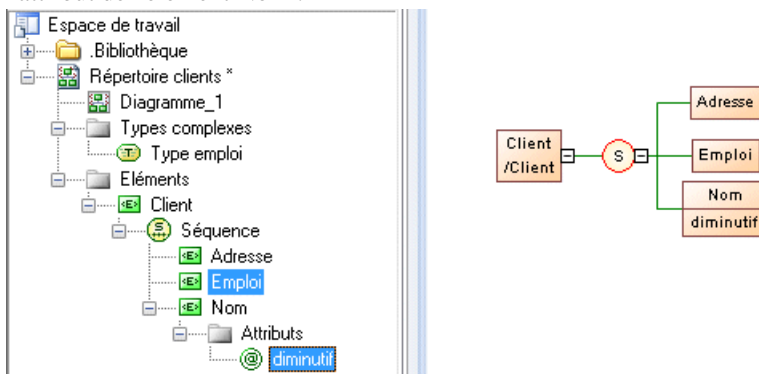 Espace de travail
.Bibliothèque
Répertoire clients *
Diagramme_1
Types complexes
T
Type emploi
Eléments
<E> Client
S
Séquence
<E> Adresse
<E> Emploi
<E> Nom
Attributs
@ diminutif
Client
/Client
S
Adresse
Emploi
Nom
diminutif